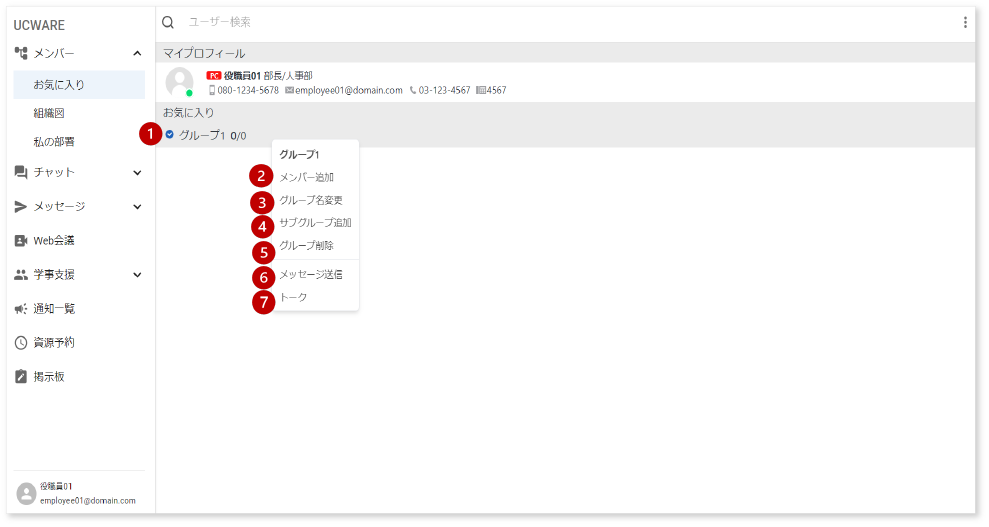 UCWARE
ユーザー検索
メンバー
お気に入り
組織図
私の部署
チャット
メッセージ
Web会議
学事支援
通知一覧
資源予約
掲示板
役職員01
employee01@domain.com
マイプロフィール
PC 役職員01 部長/人事部
080-1234-5678 employee01@domain.com 03-123-4567 4567
お気に入り
1 グループ1 0/0
グループ1
2 メンバー追加
3 グループ名変更
4 サブグループ追加
5 グループ削除
6 メッセージ送信
7 トーク